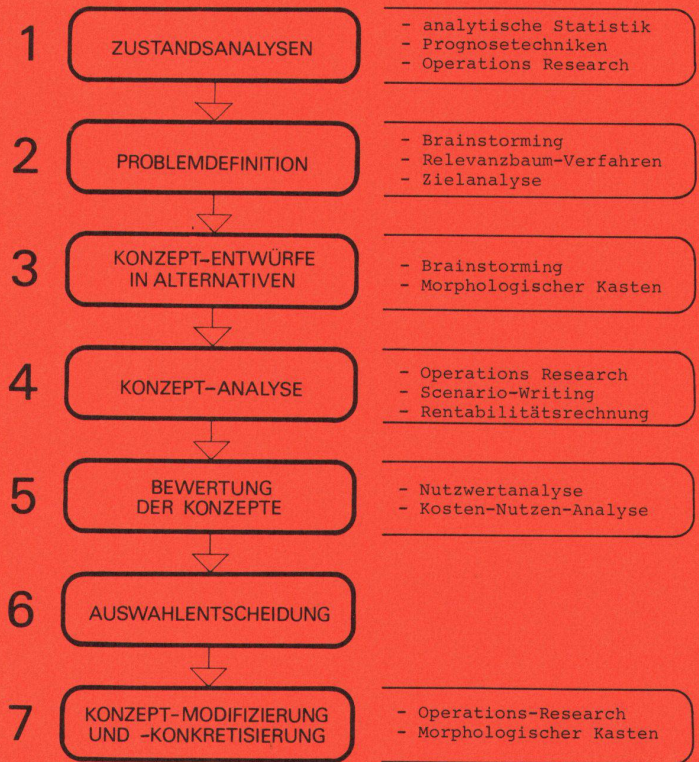 1
ZUSTANDSANALYSEN
- analytische Statistik
- Prognosetechniken
- Operations Research
2
PROBLEMDEFINITION
- Brainstorming
- Relevanzbaum-Verfahren
- Zielanalyse
3
KONZEPT-ENTWÜRFE
IN ALTERNATIVEN
- Brainstorming
- Morphologischer Kasten
4
KONZEPT-ANALYSE
- Operations Research
- Scenario-Writing
- Rentabilitätsrechnung
5
BEWERTUNG
DER KONZEPTE
- Nutzwertanalyse
- Kosten-Nutzen-Analyse
6
AUSWAHLENTSCHEIDUNG
7
KONZEPT-MODIFIZIERUNG
UND -KONKRETISIERUNG
- Operations-Research
- Morphologischer Kasten